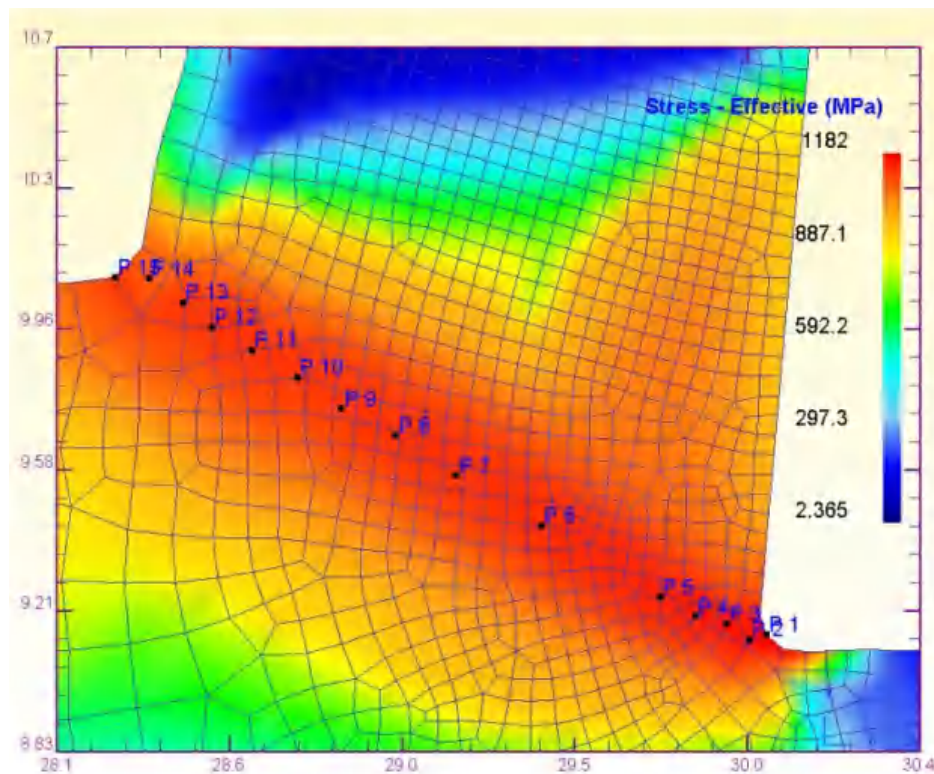 10.7
Stress - Effective (MPa)
1182
10.3
887.1
P 15 P 14
P 13
9.96
P 12
592.2
P 11
P 10
P 9
297.3
P 8
9.58
P 7
2.365
P 6
P 5
9.21
P 4 P 3
P 2 P 1
8.83
28.1 28.6 29.0 29.5 30.0 30.4